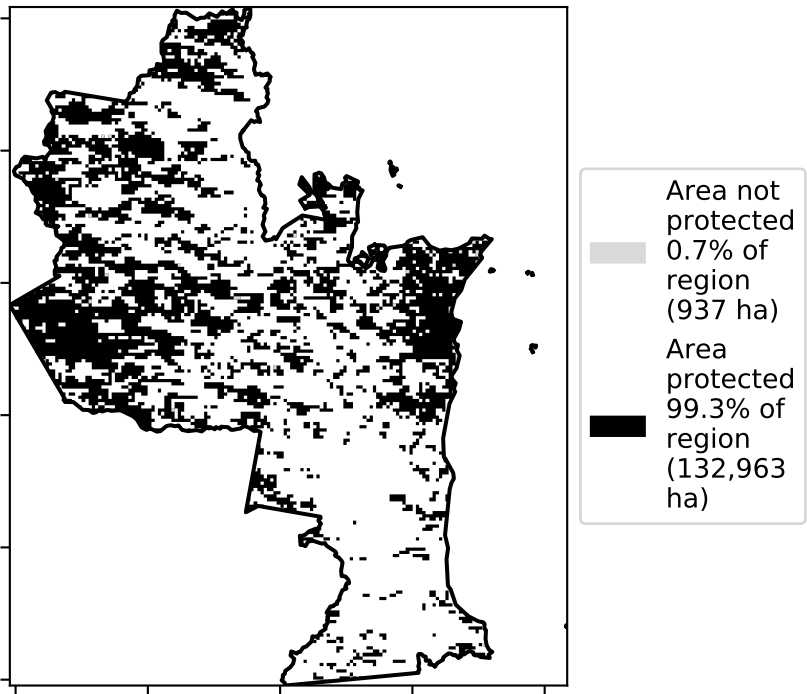 Area not
protected
0.7% of
region
(937 ha)
Area
protected
99.3% of
region
(132,963
ha)